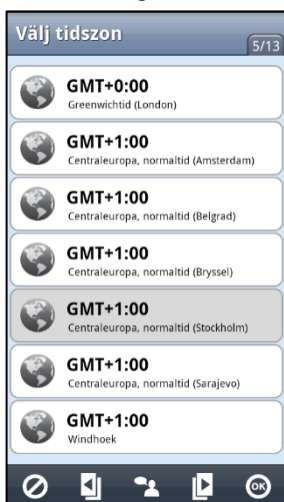 Välj tidszon
5/13
GMT+0:00
Greenwichtid (London)
GMT+1:00
Centraleuropa, normaltid (Amsterdam)
GMT+1:00
Centraleuropa, normaltid (Belgrad)
GMT+1:00
Centraleuropa, normaltid (Bryssel)
GMT+1:00
Centraleuropa, normaltid (Stockholm)
GMT+1:00
Centraleuropa, normaltid (Sarajevo)
GMT+1:00
Windhoek
OK